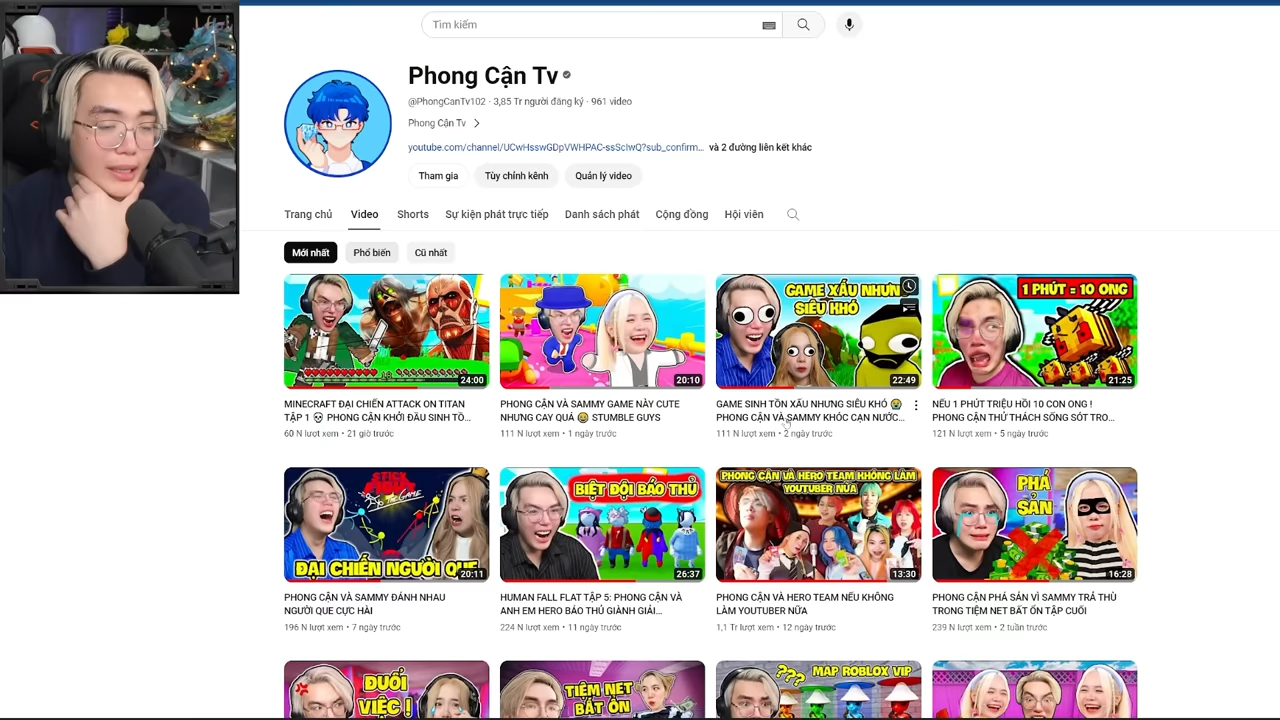 Tìm kiếm
Phong Cận Tv
@PhongCanTv102 · 3,85 Tr người đăng ký · 961 video
Phong Cận Tv
youtube.com/channel/UCwHsswGDpVWHPAC-ssScIwQ?sub_confirm... và 2 đường liên kết khác
Tham gia
Tùy chỉnh kênh
Quản lý video
Trang chủ
Video
Shorts
Sự kiện phát trực tiếp
Danh sách phát
Cộng đồng
Hội viên
Mới nhất
Phổ biến
Cũ nhất
24:00
20:10
GAME XẤU NHƯNG
SIÊU KHÓ
22:49
1 PHÚT = 10 ONG
21:25
MINECRAFT ĐẠI CHIẾN ATTACK ON TITAN
TẬP 1 💀 PHONG CẬN KHỞI ĐẦU SINH TỒ...
60 N lượt xem • 21 giờ trước
PHONG CẬN VÀ SAMMY GAME NÀY CUTE
NHƯNG CAY QUÁ 😂 STUMBLE GUYS
111 N lượt xem • 1 ngày trước
GAME SINH TỒN XẤU NHƯNG SIÊU KHÓ 😭
PHONG CẬN VÀ SAMMY KHÓC CẠN NƯỚC...
111 N lượt xem • 2 ngày trước
NẾU 1 PHÚT TRIỆU HỒI 10 CON ONG !
PHONG CẬN THỬ THÁCH SỐNG SÓT TRO...
121 N lượt xem • 5 ngày trước
STICK
FIGHT
THE GAME
ĐẠI CHIẾN NGƯỜI QUE
20:11
BIỆT ĐỘI BÁO THỦ
26:37
PHONG CẬN VÀ HERO TEAM KHÔNG LÀM
YOUTUBER NỮA
13:30
PHÁ
SẢN
16:28
PHONG CẬN VÀ SAMMY ĐÁNH NHAU
NGƯỜI QUE CỰC HÀI
196 N lượt xem • 7 ngày trước
HUMAN FALL FLAT TẬP 5: PHONG CẬN VÀ
ANH EM HERO BÁO THỦ GIÀNH GIẢI...
224 N lượt xem • 11 ngày trước
PHONG CẬN VÀ HERO TEAM NẾU KHÔNG
LÀM YOUTUBER NỮA
1,1 Tr lượt xem • 12 ngày trước
PHONG CẬN PHÁ SẢN VÌ SAMMY TRẢ THÙ
TRONG TIỆM NET BẤT ỔN TẬP CUỐI
239 N lượt xem • 2 tuần trước
ĐUỔI
VIỆC !
TIỆM NET
BẤT ỔN
??? MAP ROBLOX VIP